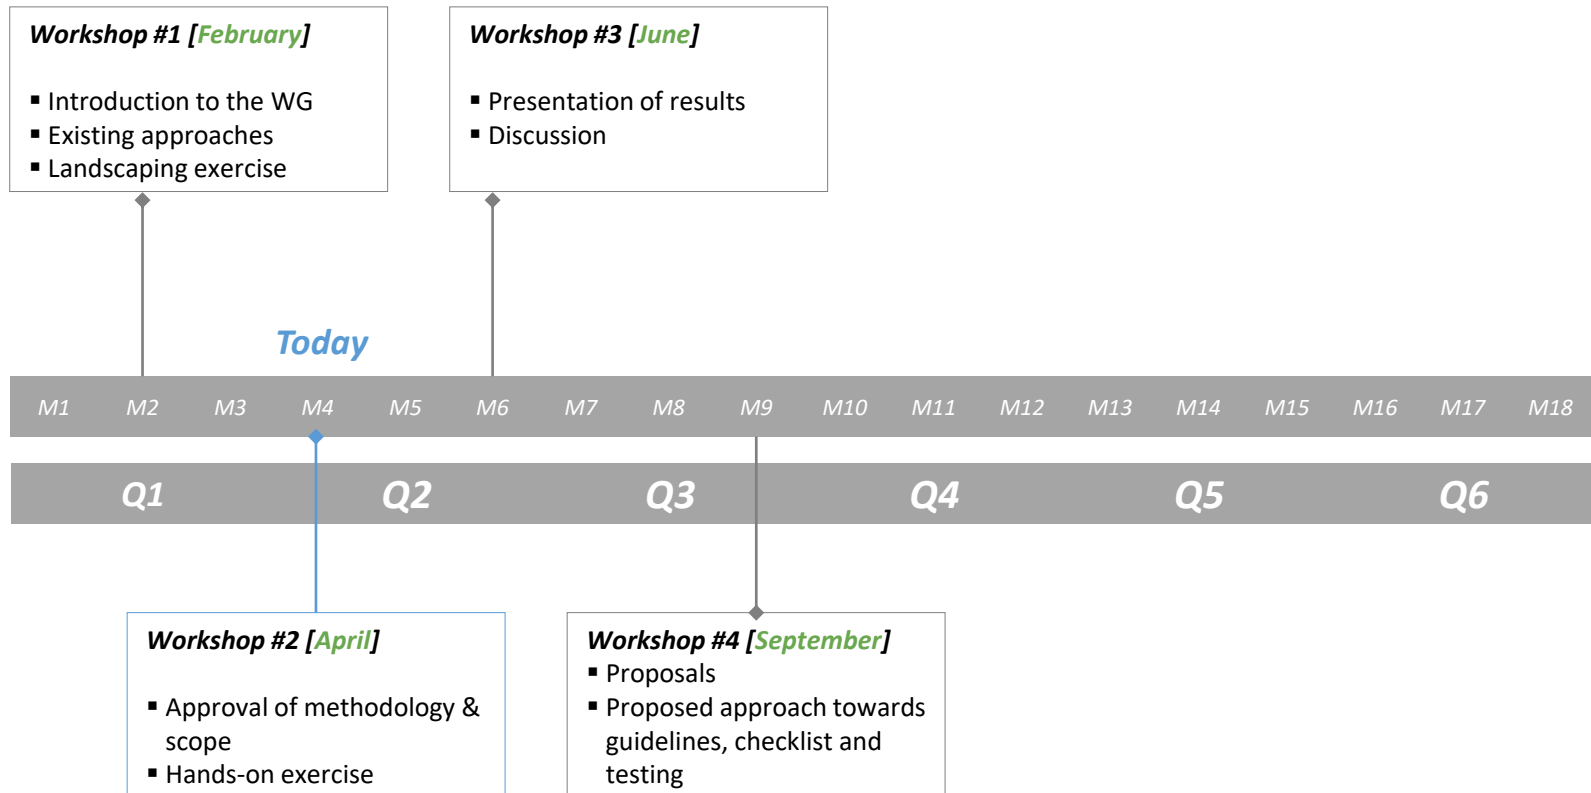 Workshop #1 [February]
▪ Introduction to the WG
▪ Existing approaches
▪ Landscaping exercise
Workshop #3 [June]
▪ Presentation of results
▪ Discussion
Today
M1 M2 M3 M4 M5 M6 M7 M8 M9 M10 M11 M12 M13 M14 M15 M16 M17 M18
Q1 Q2 Q3 Q4 Q5 Q6
Workshop #2 [April]
▪ Approval of methodology &
scope
▪ Hands-on exercise
Workshop #4 [September]
▪ Proposals
▪ Proposed approach towards
guidelines, checklist and
testing